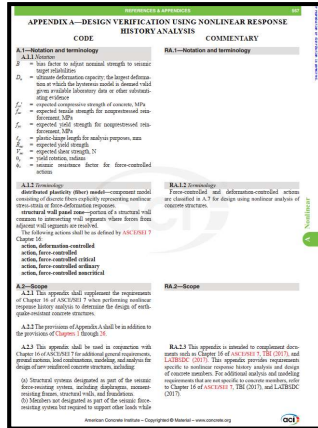 REFERENCES & APPENDICES
APPENDIX A—DESIGN VERIFICATION USING NONLINEAR RESPONSE
HISTORY ANALYSIS
CODE
COMMENTARY
A.1—Notation and terminology
A.1.1 Notation
B = bias factor to adjust nominal strength to seismic
target reliabilities
= ultimate deformation capacity; the largest deforma-
tion at which the hysteresis model is deemed valid
given available laboratory data or other substanti-
ating evidence
= expected compressive strength of concrete, MPa
= expected tensile strength for nonprestressed rein-
forcement, MPa
= expected yield strength for nonprestressed rein-
forcement, MPa
= plastic-hinge length for analysis purposes, mm
= expected yield strength
= expected shear strength, N
= yield rotation, radians
= seismic resistance factor for force-controlled
actions
RA.1—Notation and terminology
A.1.2 Terminology
distributed plasticity (fiber) model—component model
consisting of discrete fibers explicitly representing nonlinear
stress-strain or force-deformation responses.
structural wall panel zone—portion of a structural wall
common to intersecting wall segments where forces from
adjacent wall segments are resolved.
The following actions shall be as defined by ASCE/SEI 7
Chapter 16:
action, deformation-controlled
action, force-controlled
action, force-controlled critical
action, force-controlled ordinary
action, force-controlled noncritical
RA.1.2 Terminology
Force-controlled and deformation-controlled actions
are classified in A.7 for design using nonlinear analysis of
concrete structures.
A.2—Scope
A.2.1 This appendix shall supplement the requirements
of Chapter 16 of ASCE/SEI 7 when performing nonlinear
response history analysis to determine the design of earth-
quake-resistant concrete structures.
A.2.2 The provisions of Appendix A shall be in addition to
the provisions of Chapters 1 through 26.
A.2.3 This appendix shall be used in conjunction with
Chapter 16 of ASCE/SEI 7 for additional general requirements,
ground motions, load combinations, modeling, and analysis for
design of new reinforced concrete structures, including:
(a) Structural systems designated as part of the seismic
force-resisting system, including diaphragms, moment-
resisting frames, structural walls, and foundations.
(b) Members not designated as part of the seismic force-
resisting system but required to support other loads while
RA.2—Scope
RA.2.3 This appendix is intended to complement docu-
ments such as Chapter 16 of ASCE/SEI 7, TBI (2017), and
LATBSDC (2017). This appendix provides requirements
specific to nonlinear response history analysis and design
of concrete members. For additional analysis and modeling
requirements that are not specific to concrete members, refer
to Chapter 16 of ASCE/SEI 7, TBI (2017), and LATBSDC
(2017).
A
Nonlinear
American Concrete Institute – Copyrighted © Material – www.concrete.org
aci